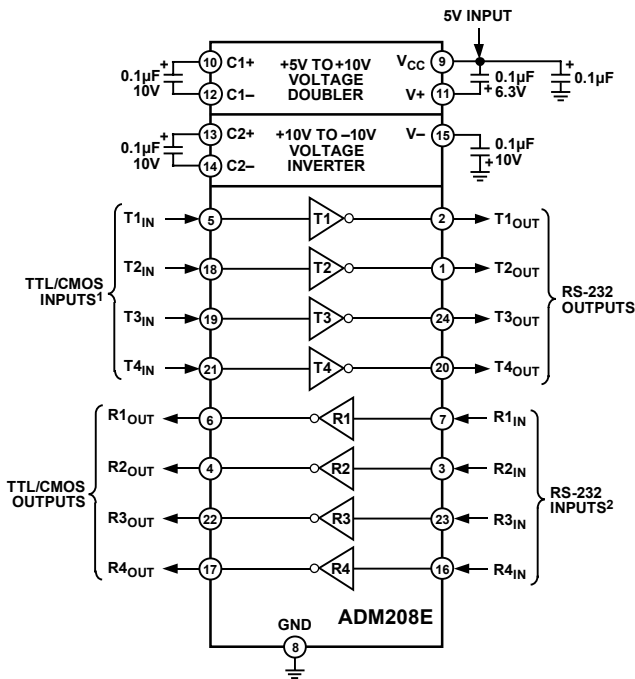 5V INPUT
10 C1+ +5V TO +10V VCC 9
0.1µF 10V
VOLTAGE
12 C1– DOUBLER V+ 11
+ 0.1µF
+ 6.3V
+ 0.1µF
13 C2+ +10V TO –10V V– 15
+ 0.1µF 10V
VOLTAGE
14 C2– INVERTER
0.1µF
+ 10V
T1IN 5 T1 2 T1OUT
T2IN 18 T2 1 T2OUT
TTL/CMOS
INPUTS1
RS-232
OUTPUTS
T3IN 19 T3 24 T3OUT
T4IN 21 T4 20 T4OUT
R1OUT 6 R1 7 R1IN
R2OUT 4 R2 3 R2IN
TTL/CMOS
OUTPUTS
RS-232
INPUTS2
R3OUT 22 R3 23 R3IN
R4OUT 17 R4 16 R4IN
GND
ADM208E
8